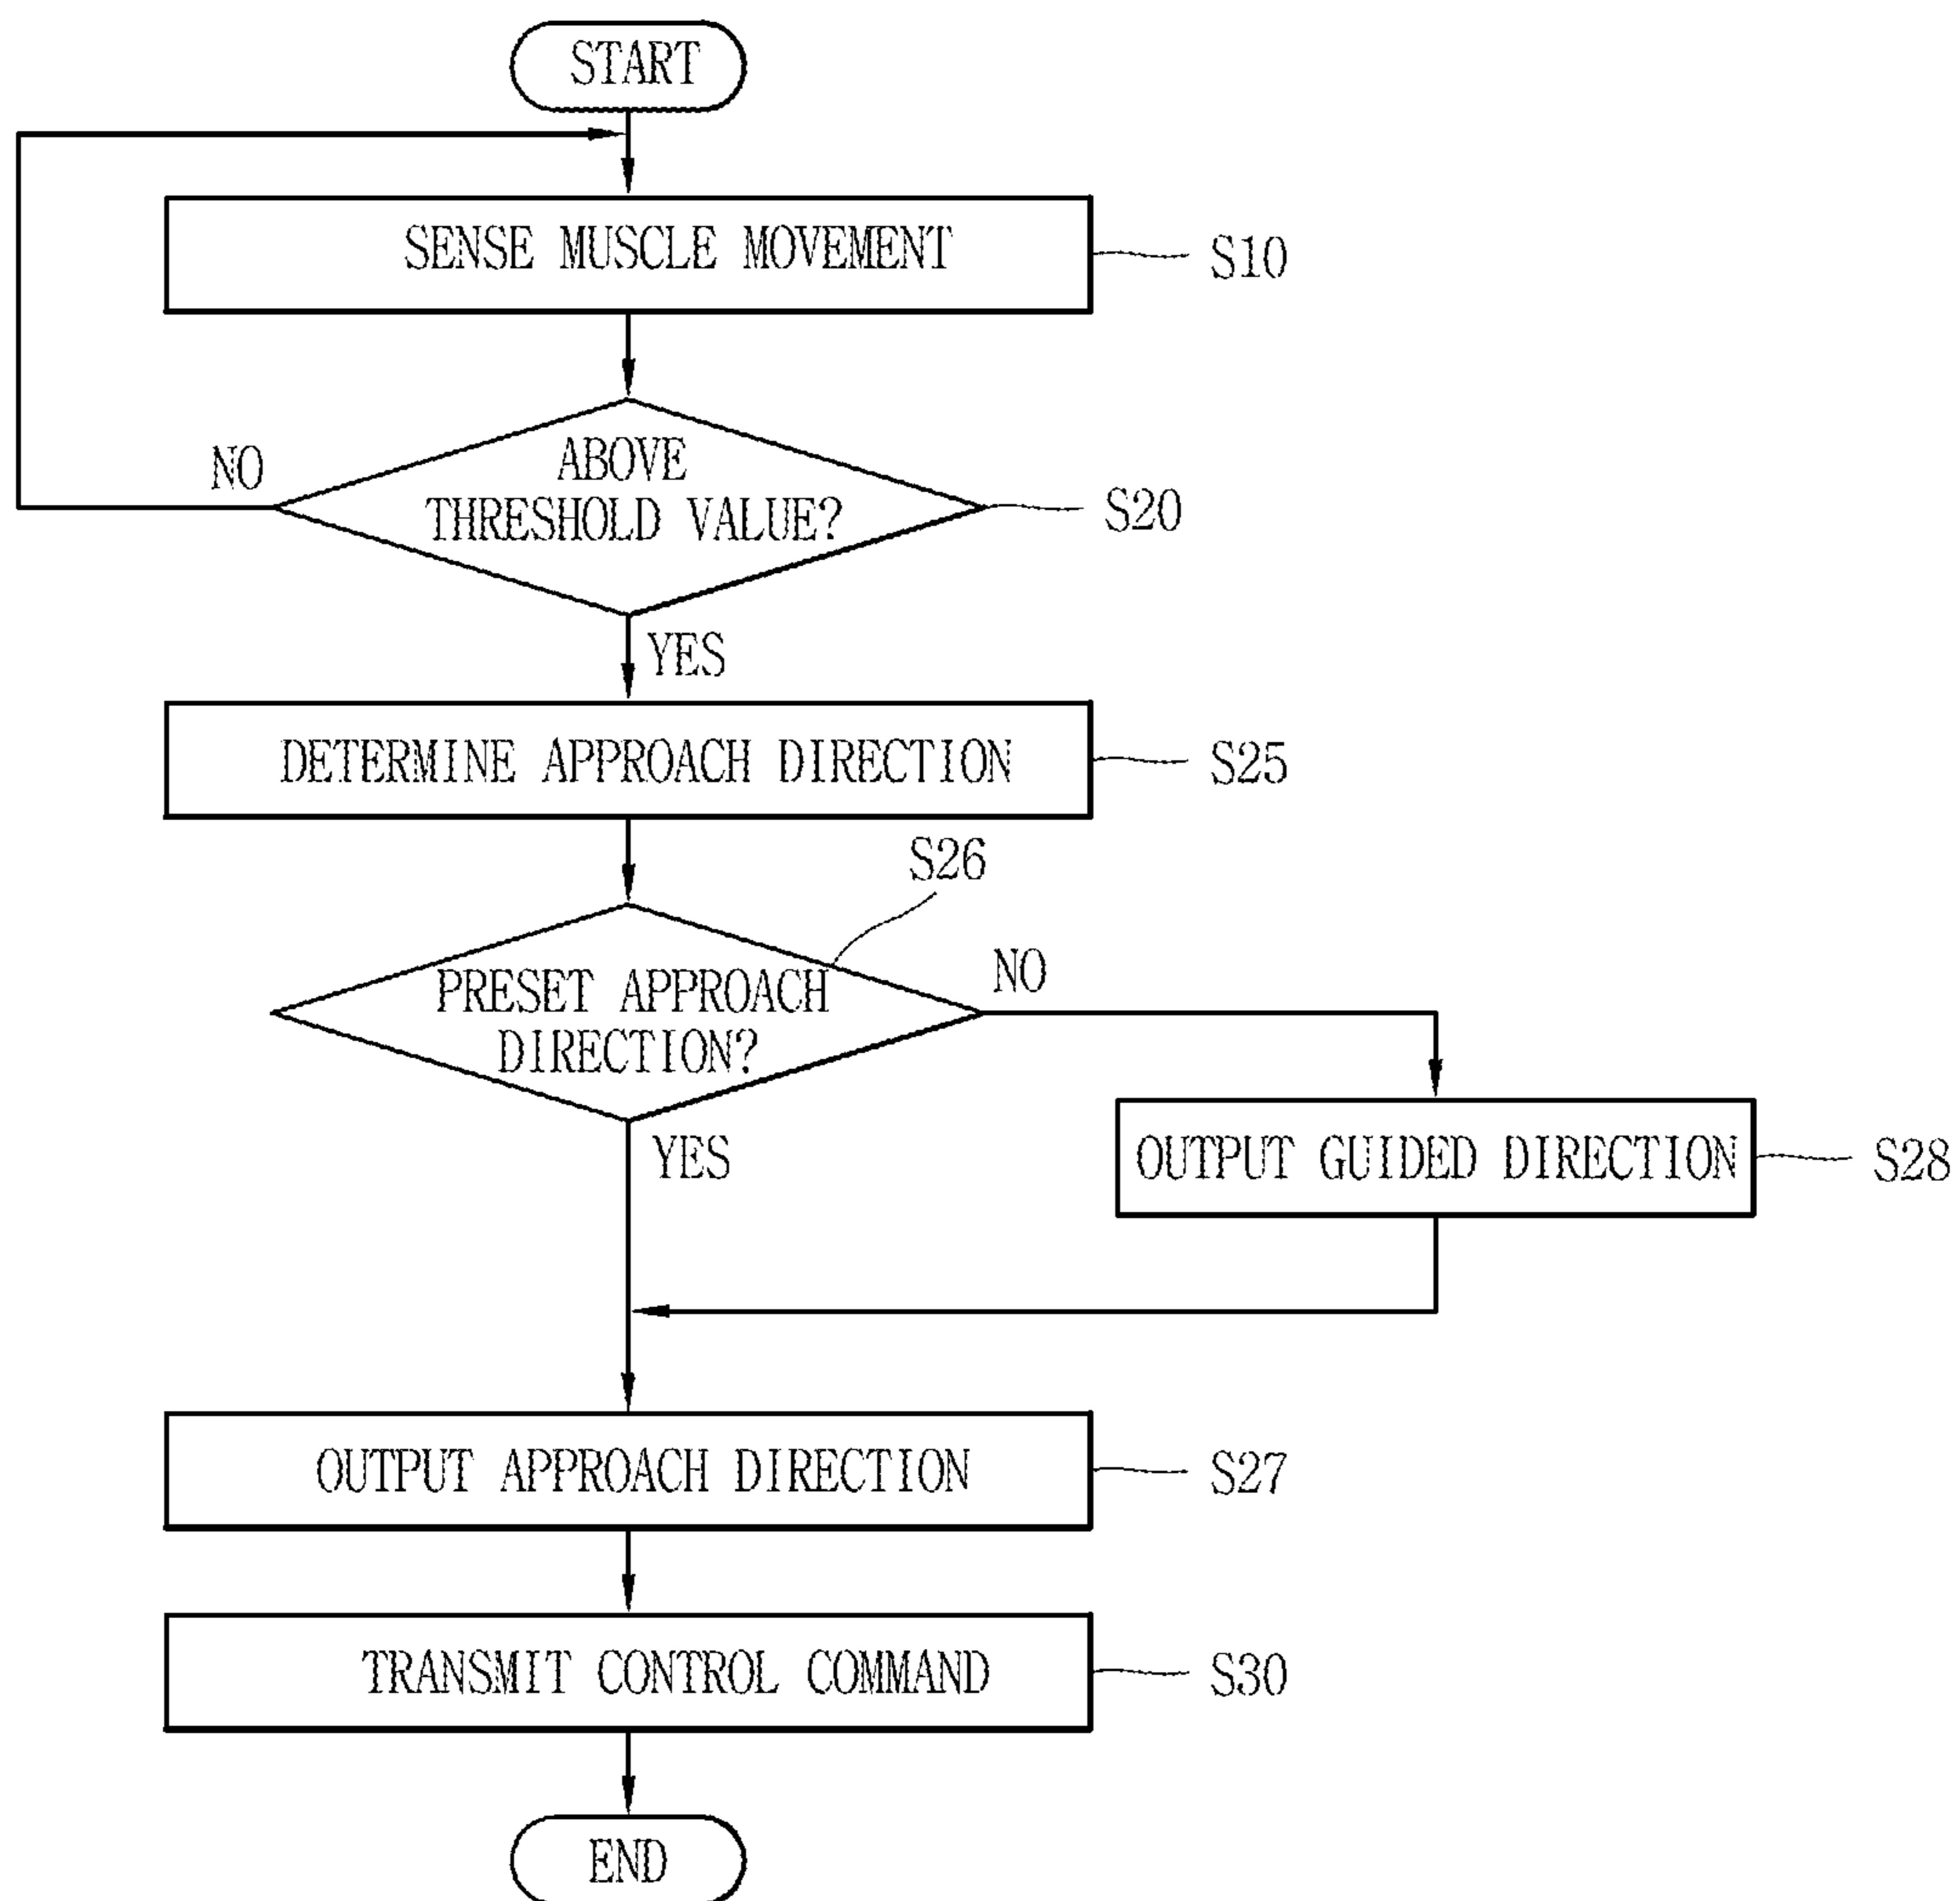 START
SENSE MUSCLE MOVEMENT
S10
NO
ABOVE
THRESHOLD VALUE?
S20
YES
DETERMINE APPROACH DIRECTION
S25
S26
PRESET APPROACH
DIRECTION?
NO
YES
OUTPUT GUIDED DIRECTION
S28
OUTPUT APPROACH DIRECTION
S27
TRANSMIT CONTROL COMMAND
S30
END